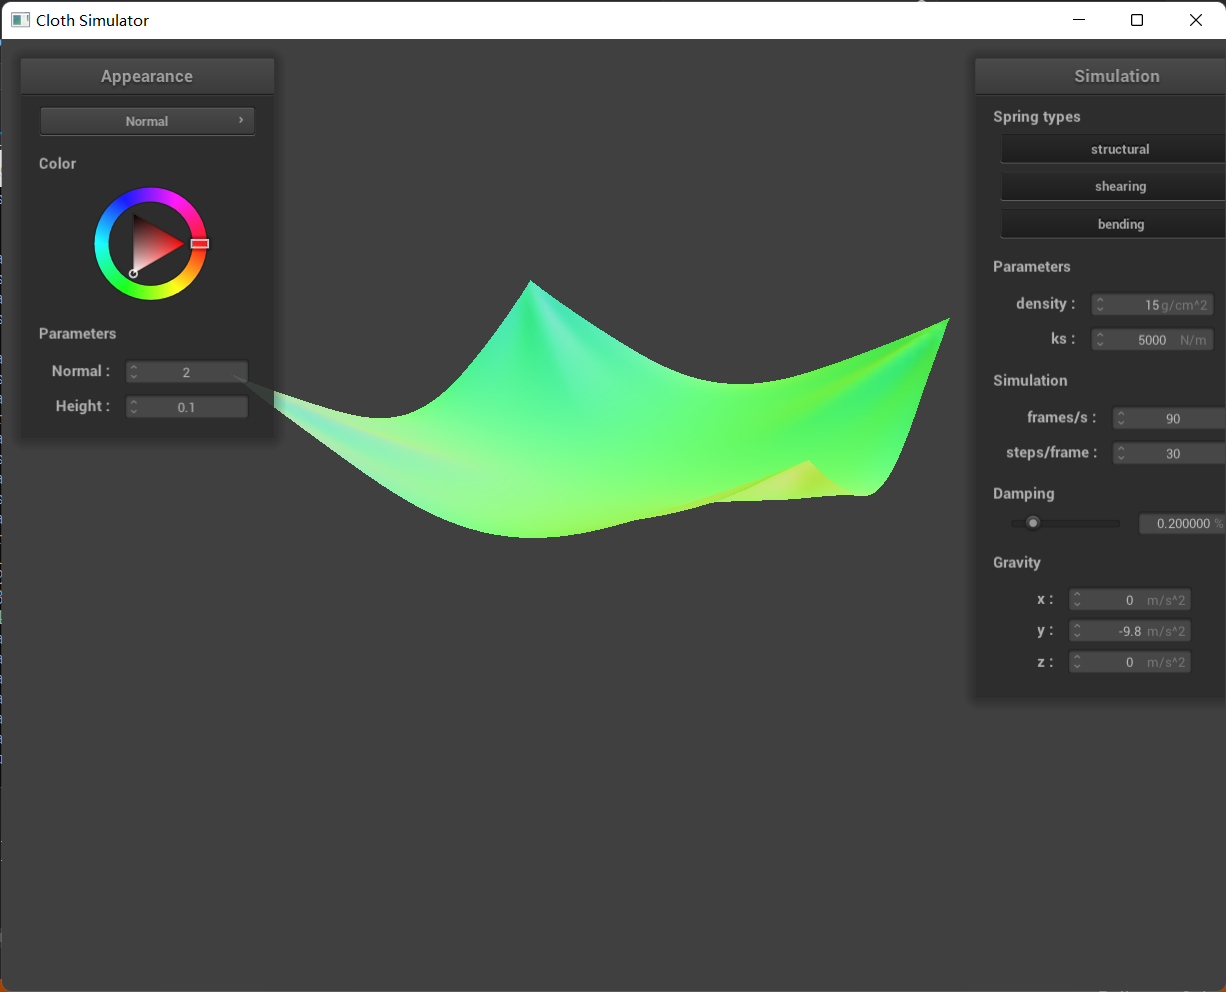 Cloth Simulator
Appearance
Normal
Color
Parameters
Normal : 2
Height : 0.1
Simulation
Spring types
structural
shearing
bending
Parameters
density : 15 g/cm^2
ks : 5000 N/m
Simulation
frames/s : 90
steps/frame : 30
Damping
0.200000 %
Gravity
x : 0 m/s^2
y : -9.8 m/s^2
z : 0 m/s^2